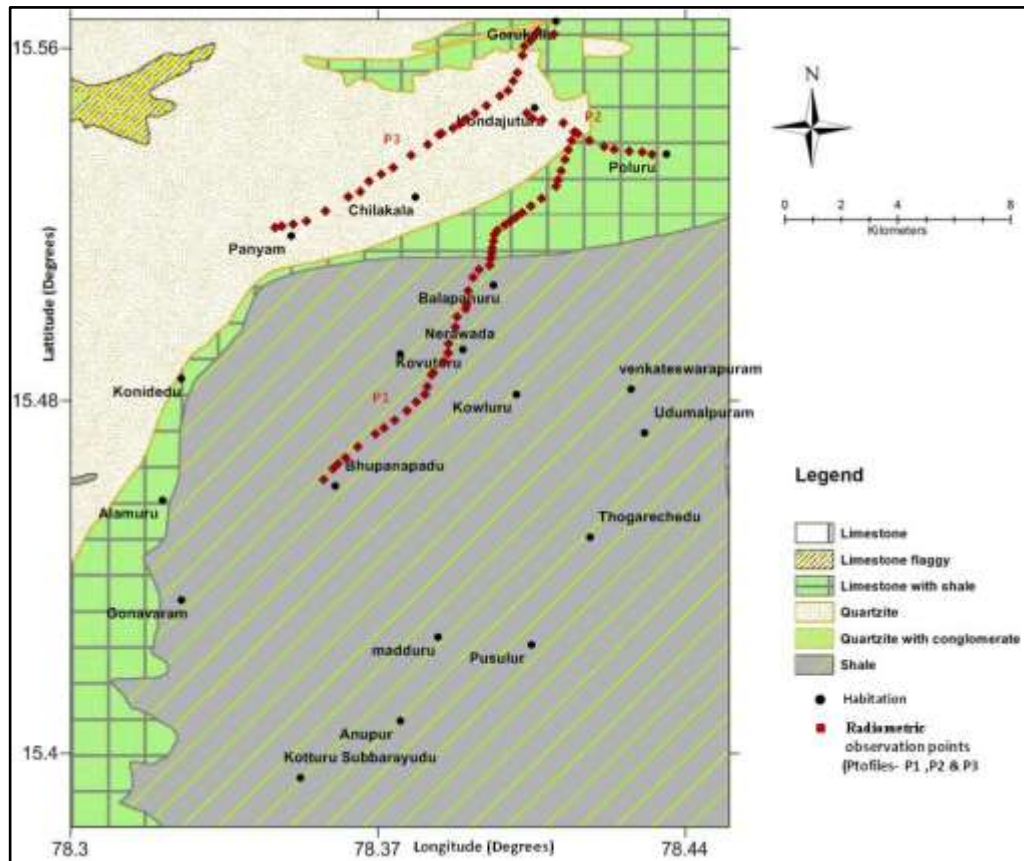 15.56
Gorukallu
N
Kondajuturu
P2
P3
Poluru
0 2 4 8
Kilometers
Chilakala
Panyam
Lattitude (Degrees)
Balapanuru
Nerawada
Kovuturu
venkateswarapuram
Konidedu
P1
Kowluru
15.48
Udumalpuram
Bhupanapadu
Legend
Alamuru
Thogarechedu
Limestone
Limestone flaggy
Limestone with shale
Gonavaram
Quartzite
Quartzite with conglomerate
madduru
Pusulur
Shale
Habitation
Anupur
Radiometric
observation points
(Ptofiles- P1 ,P2 & P3
15.4
Kotturu Subbarayudu
78.3
78.37
Longitude (Degrees)
78.44